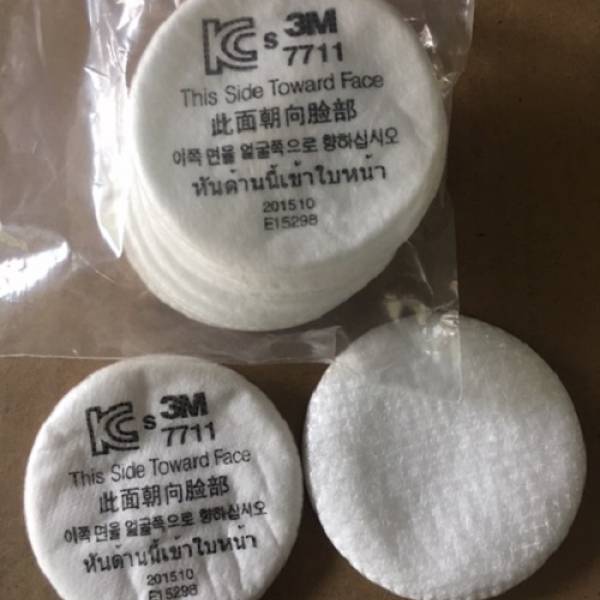 KCs 3M
7711
This Side Toward Face
此面朝向脸部
이쪽 면을 얼굴쪽으로 향하십시오
หันด้านนี้เข้าใบหน้า
201510
E15298
KCs 3M
7711
This Side Toward Face
此面朝向脸部
이쪽 면을 얼굴쪽으로 향하십시오
หันด้านนี้เข้าใบหน้า
201510
E15298